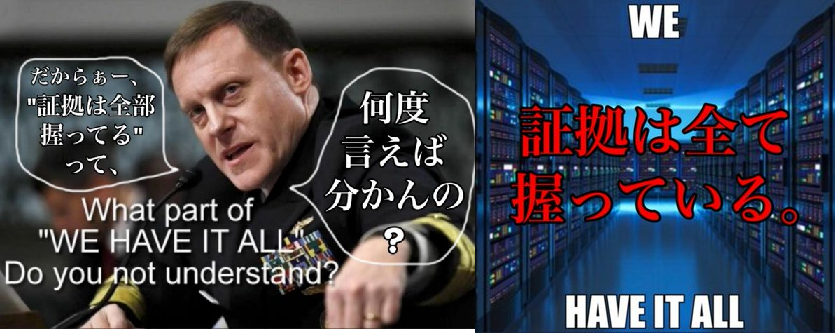 だからぁー、
"証拠は全部
握ってる"
って、
何度
言えば
分かんの
?
What part of
"WE HAVE IT ALL"
Do you not understand?
WE
証拠は全て
握っている。
HAVE IT ALL